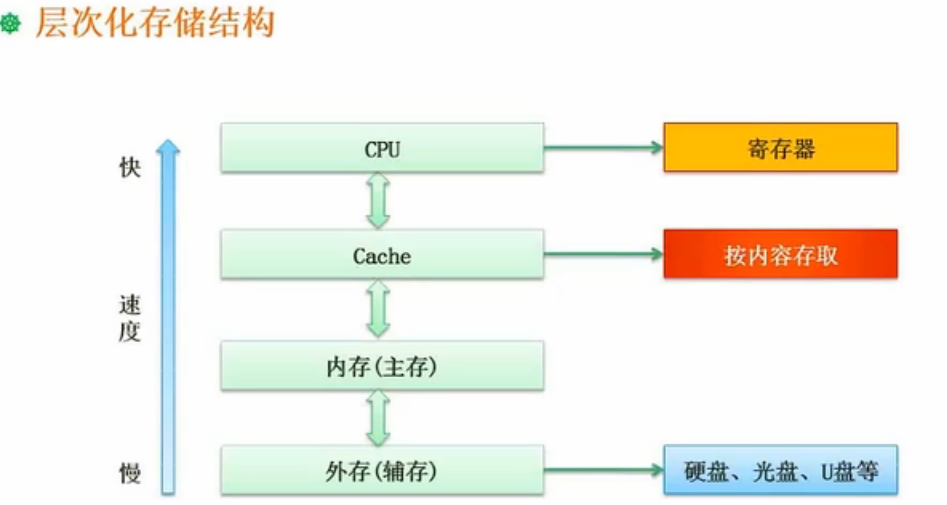 层次化存储结构
快
速
度
慢
CPU
寄存器
Cache
按内容存取
内存(主存)
外存(辅存)
硬盘、光盘、U盘等